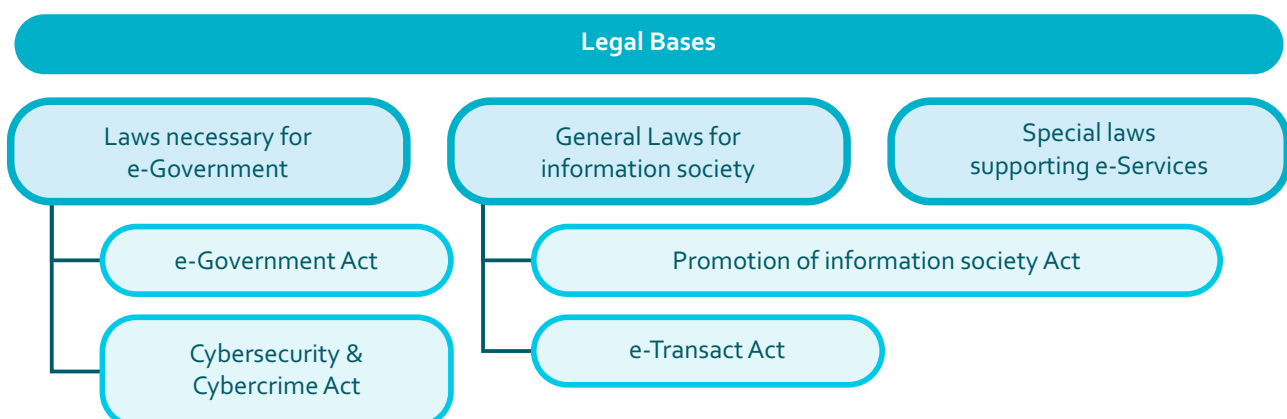 Legal Bases
Laws necessary for
e-Government
General Laws for
information society
Special laws
supporting e-Services
e-Government Act
Promotion of information society Act
Cybersecurity &
Cybercrime Act
e-Transact Act